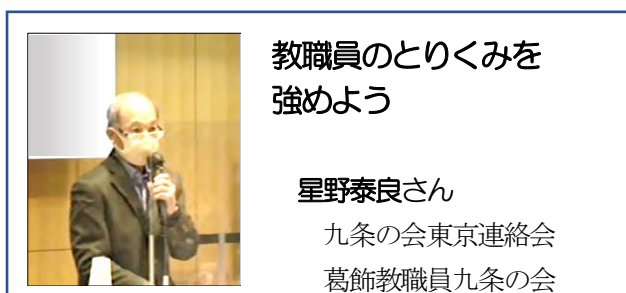 教職員のとりくみを
強めよう
星野泰良さん
九条の会東京連絡会
葛飾教職員九条の会